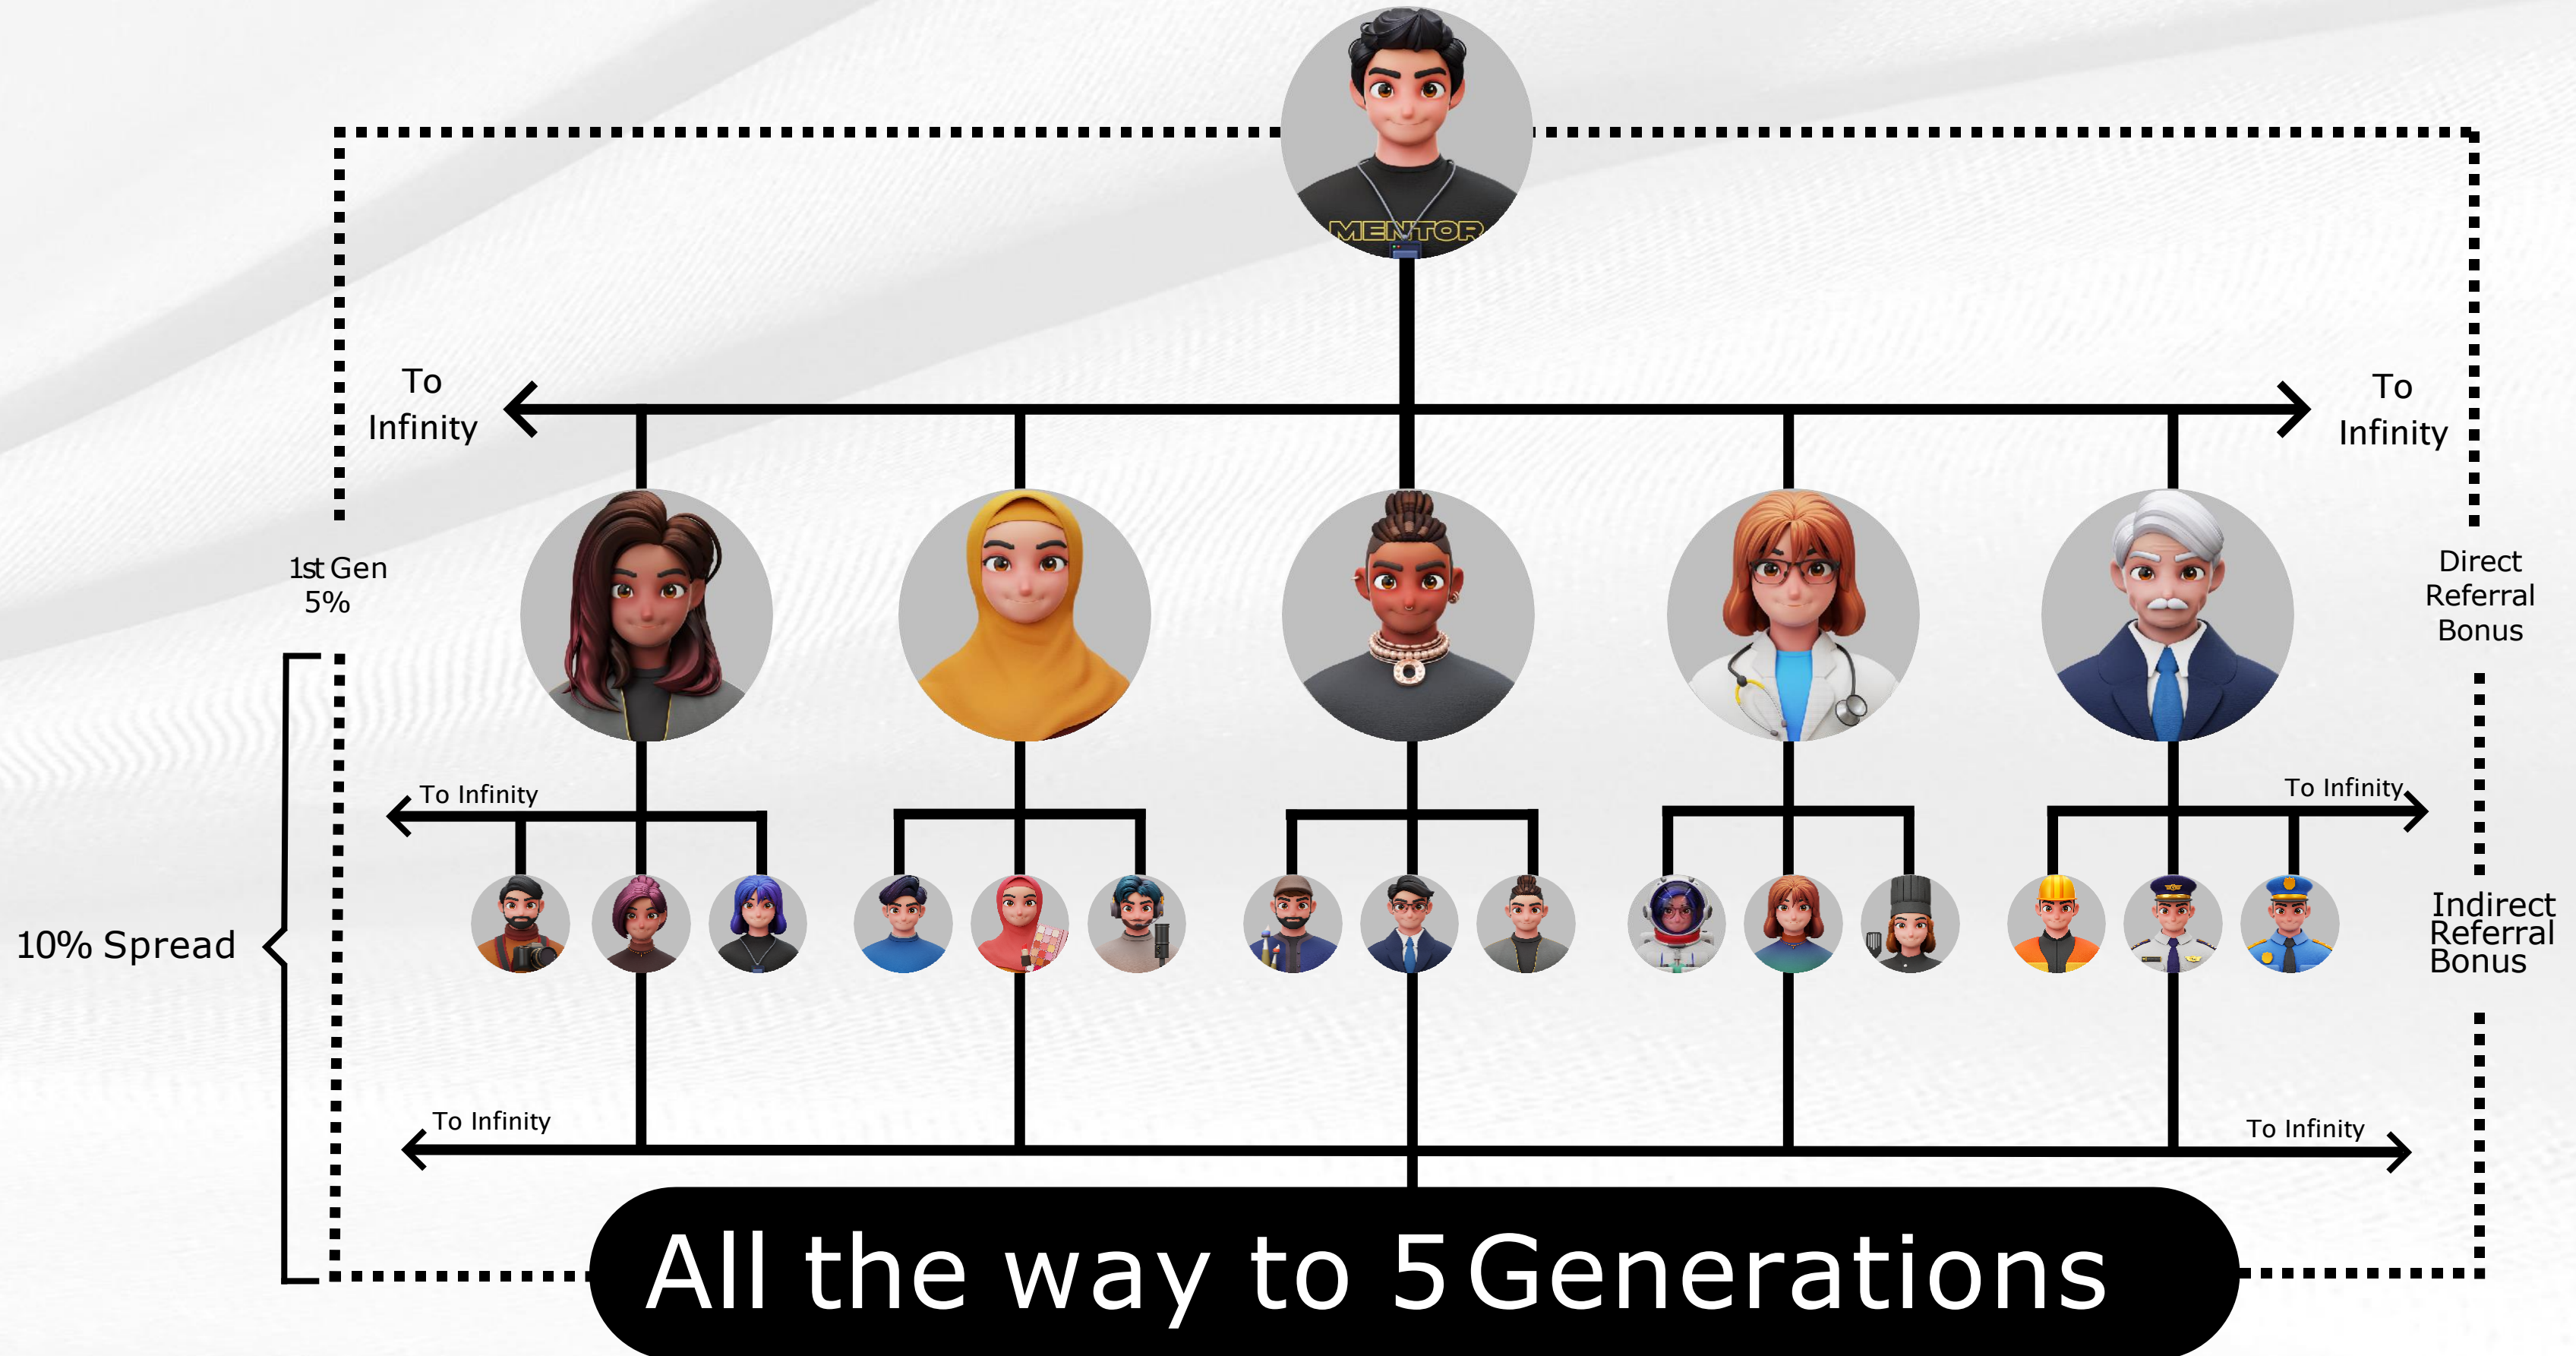 MENTOR
To
Infinity
To
Infinity
1st Gen
5%
Direct
Referral
Bonus
To Infinity
To Infinity
10% Spread
Indirect
Referral
Bonus
To Infinity
To Infinity
All the way to 5 Generations